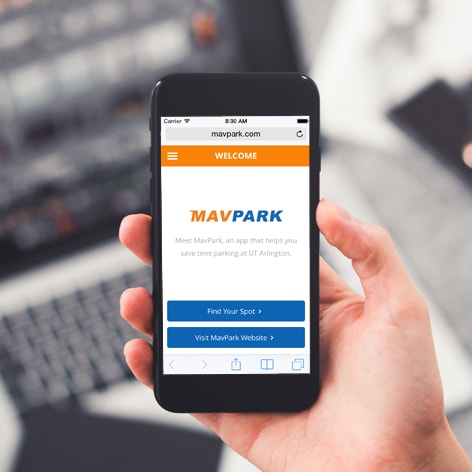 Carrier 8:30 AM
mavpark.com
WELCOME
MAVPARK
Meet MavPark, an app that helps you
save time parking at UT Arlington.
Find Your Spot >
Visit MavPark Website >